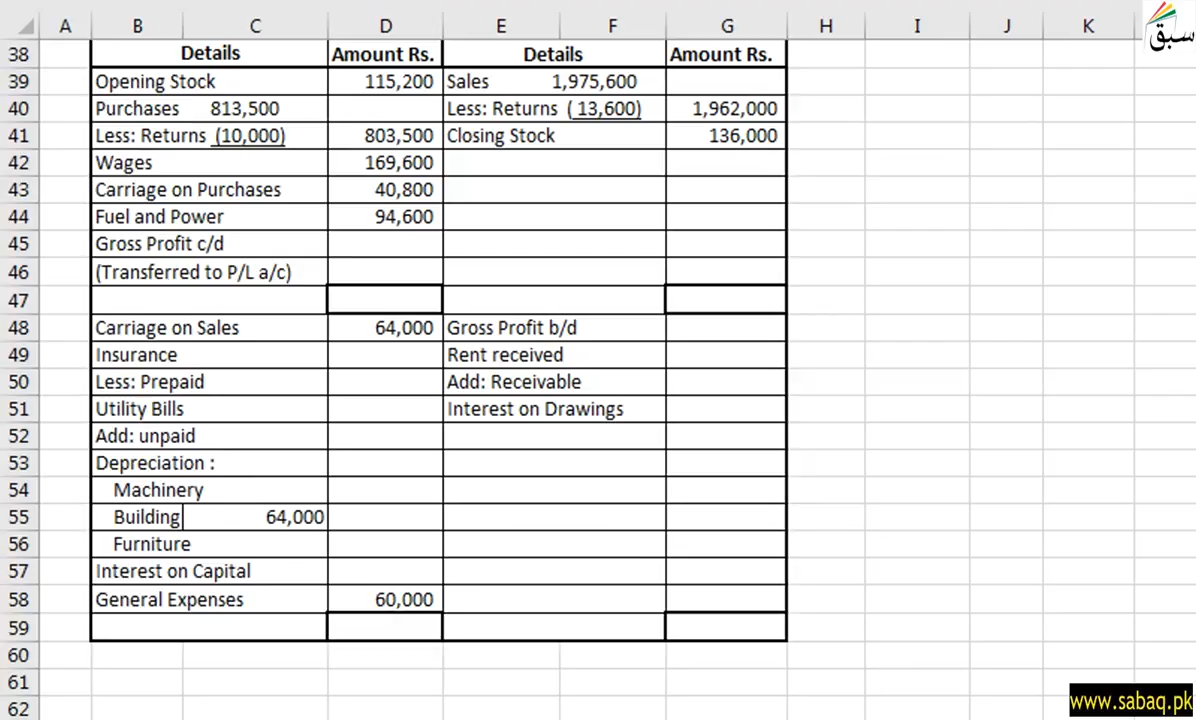 سبق
A B C D E F G H I J K
38 Details Amount Rs. Details Amount Rs.
39 Opening Stock 115,200 Sales 1,975,600
40 Purchases 813,500 Less: Returns ( 13,600) 1,962,000
41 Less: Returns (10,000) 803,500 Closing Stock 136,000
42 Wages 169,600
43 Carriage on Purchases 40,800
44 Fuel and Power 94,600
45 Gross Profit c/d
46 (Transferred to P/L a/c)
47
48 Carriage on Sales 64,000 Gross Profit b/d
49 Insurance Rent received
50 Less: Prepaid Add: Receivable
51 Utility Bills Interest on Drawings
52 Add: unpaid
53 Depreciation :
54 Machinery
55 Building 64,000
56 Furniture
57 Interest on Capital
58 General Expenses 60,000
59
60
61
62
www.sabaq.pk